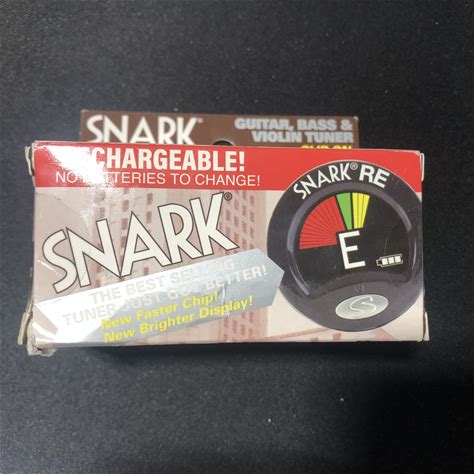 SNARK®
GUITAR, BASS &
VIOLIN TUNER
CHARGEABLE!
NO BATTERIES TO CHANGE!
SNARK®
THE BEST SELLING
TUNER JUST GOT BETTER!
New Faster Chip!
New Brighter Display!
SNARK® RE
E
S